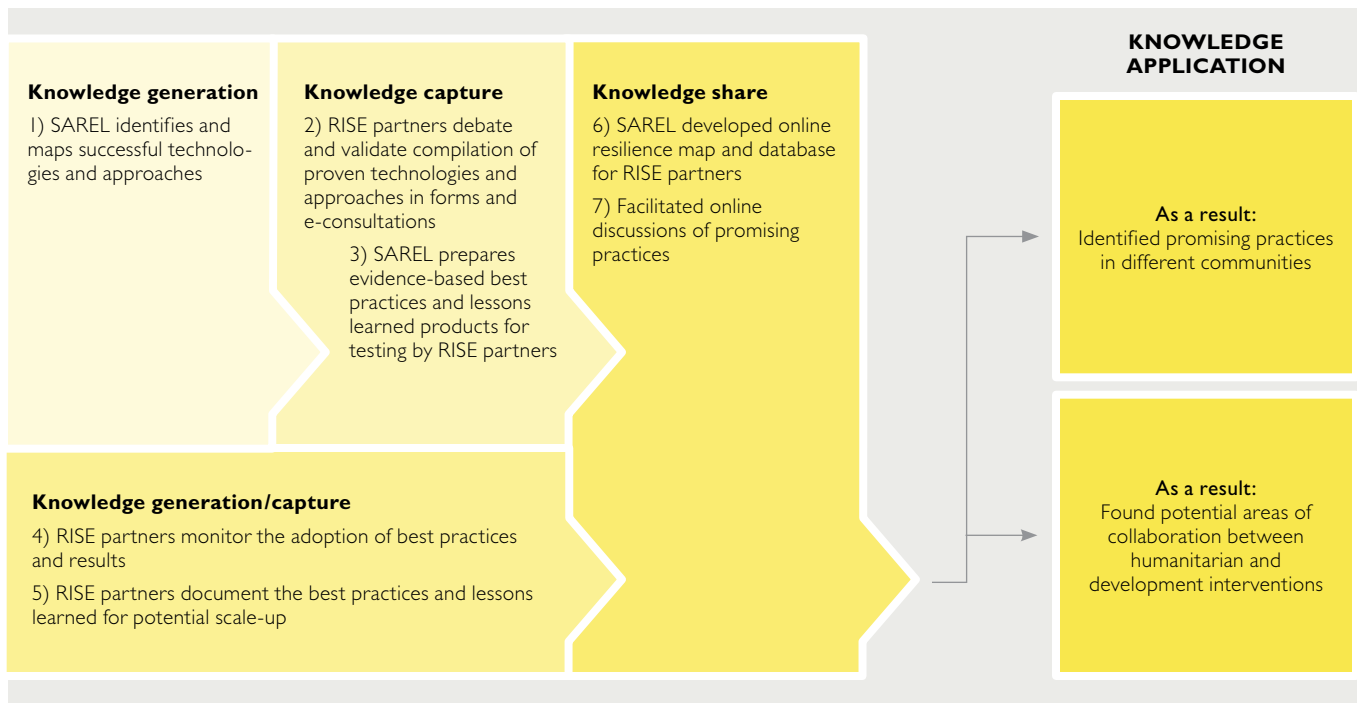 Knowledge generation
1) SAREL identifies and
maps successful technolo-
gies and approaches
Knowledge capture
2) RISE partners debate
and validate compilation of
proven technologies and
approaches in forms and
e-consultations
3) SAREL prepares
evidence-based best
practices and lessons
learned products for
testing by RISE partners
Knowledge generation/capture
4) RISE partners monitor the adoption of best practices
and results
5) RISE partners document the best practices and lessons
learned for potential scale-up
Knowledge share
6) SAREL developed online
resilience map and database
for RISE partners
7) Facilitated online
discussions of promising
practices
KNOWLEDGE
APPLICATION
As a result:
Identified promising practices
in different communities
As a result:
Found potential areas of
collaboration between
humanitarian and
development interventions